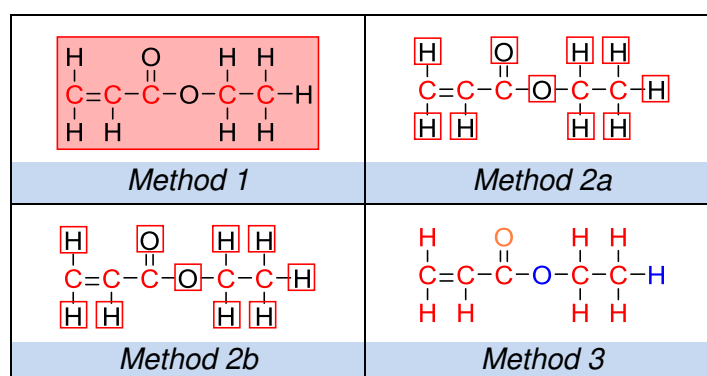 H O H H
C=C-C-O-C-C-H
H H H H
Method 1
H O H H
C=C-C-O-C-C-H
H H H H
Method 2a
H O H H
C=C-C-O-C-C-H
H H H H
Method 2b
H O H H
C=C-C-O-C-C-H
H H H H
Method 3